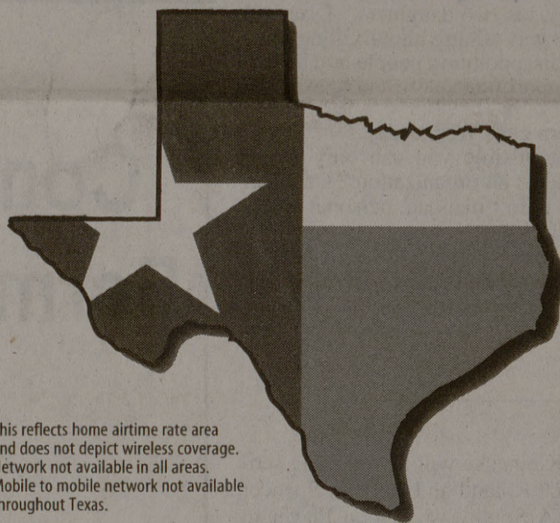 his reflects home airtime rate area
nd does not depict wireless coverage.
etwork not available in all areas.
obile to mobile network not available
hroughout Texas.